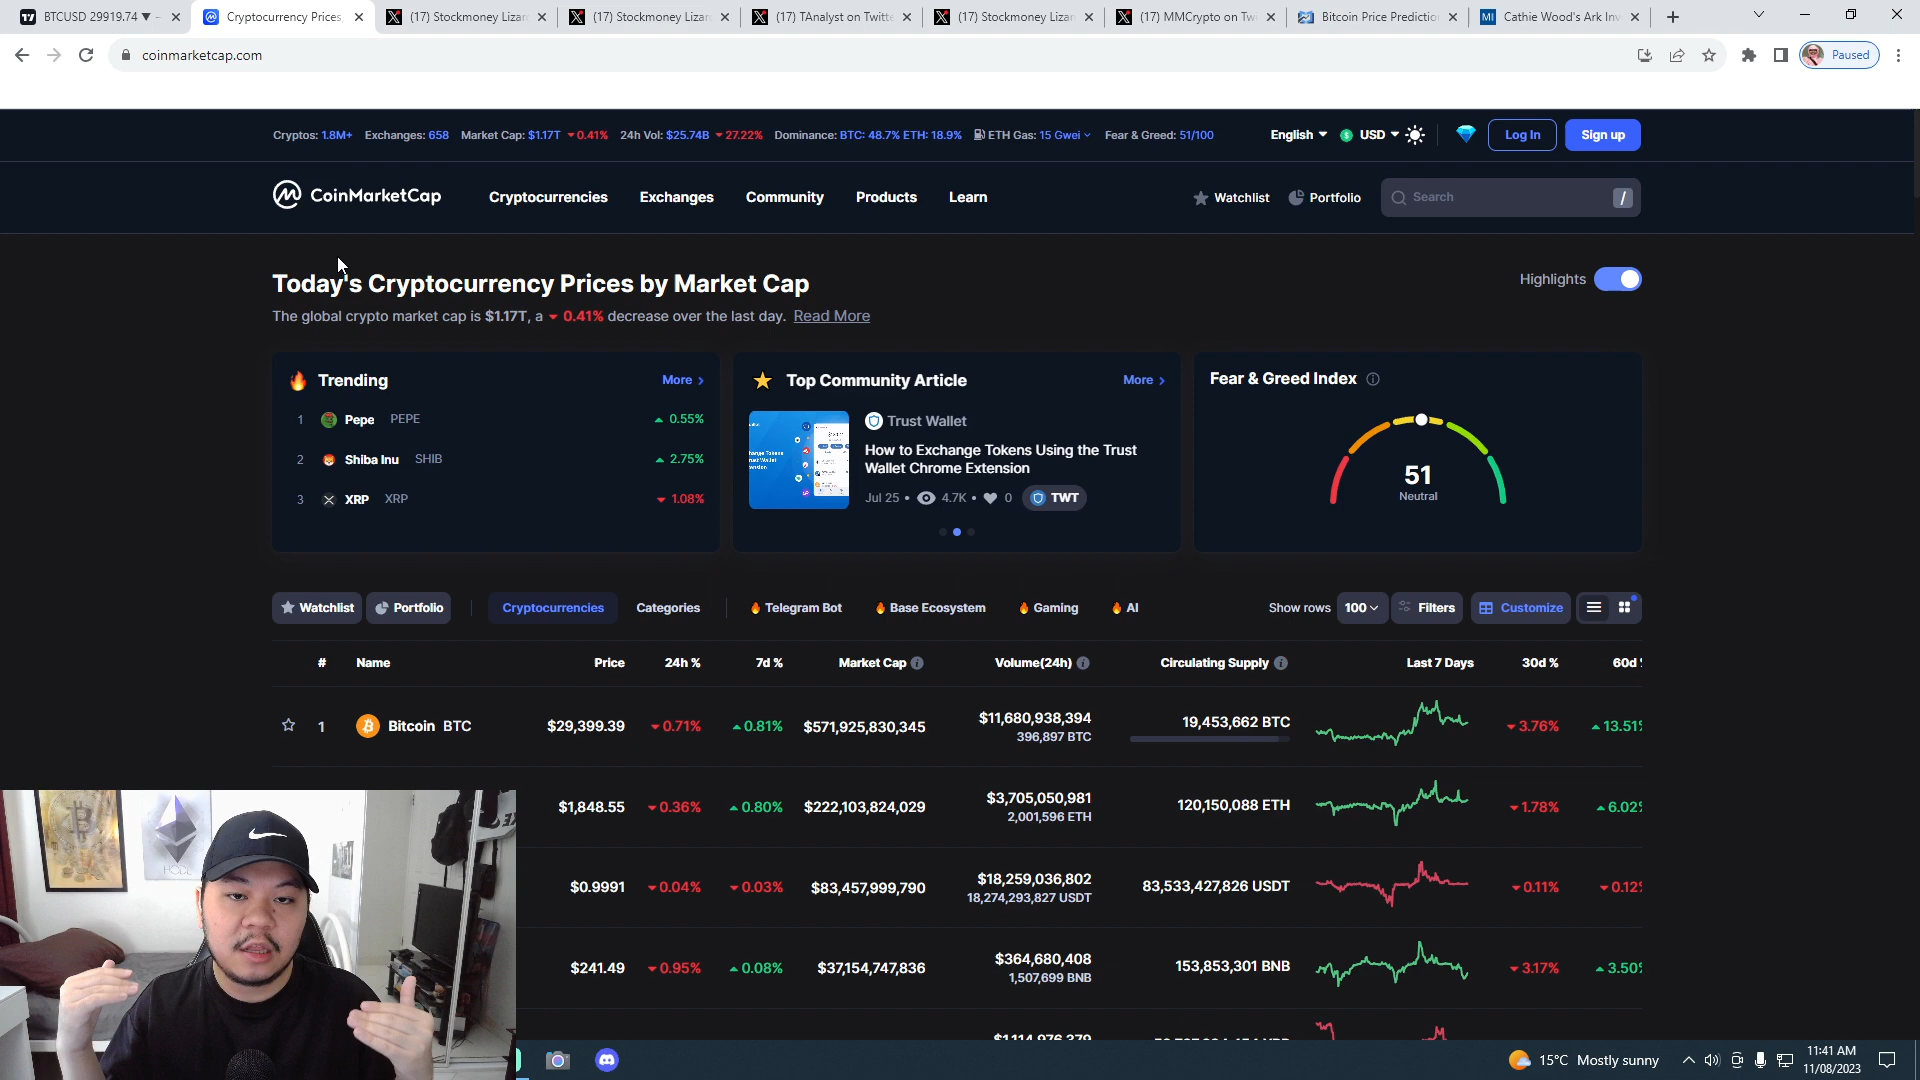 BTCUSD 29919.74 ▼
Cryptocurrency Prices,
(17) Stockmoney Lizar
(17) Stockmoney Lizar
(17) TAnalyst on Twitte
(17) Stockmoney Lizar
(17) MMCrypto on Twi
Bitcoin Price Predictio
MI
Cathie Wood's Ark Inv
coinmarketcap.com
Paused
Cryptos: 1.8M+ Exchanges: 658 Market Cap: $1.17T 0.41% 24h Vol: $25.74B 27.22% Dominance: BTC: 48.7% ETH: 18.9% ETH Gas: 15 Gwei Fear & Greed: 51/100
English USD Log In Sign up
CoinMarketCap Cryptocurrencies Exchanges Community Products Learn Watchlist Portfolio Search /
Today's Cryptocurrency Prices by Market Cap
Highlights
The global crypto market cap is $1.17T, a 0.41% decrease over the last day. Read More
Trending More
1 Pepe PEPE 0.55%
2 Shiba Inu SHIB 2.75%
3 XRP XRP 1.08%
Top Community Article More
Trust Wallet
How to Exchange Tokens Using the Trust
Wallet Chrome Extension
Jul 25 • 4.7K • 0 TWT
Fear & Greed Index
51
Neutral
Watchlist Portfolio Cryptocurrencies Categories Telegram Bot Base Ecosystem Gaming AI Show rows 100 Filters Customize
# Name Price 24h % 7d % Market Cap Volume(24h) Circulating Supply Last 7 Days 30d % 60d
1 Bitcoin BTC $29,399.39 0.71% 0.81% $571,925,830,345 $11,680,938,394 19,453,662 BTC 3.76% 13.51%
396,897 BTC
$1,848.55 0.36% 0.80% $222,103,824,029 $3,705,050,981 120,150,088 ETH 1.78% 6.02%
2,001,596 ETH
$0.9991 0.04% 0.03% $83,457,999,790 $18,259,036,802 83,533,427,826 USDT 0.11% 0.12%
18,274,293,827 USDT
$241.49 0.95% 0.08% $37,154,747,836 $364,680,408 153,853,301 BNB 3.17% 3.50%
1,507,699 BNB
HODL
15°C Mostly sunny
11:41 AM
11/08/2023